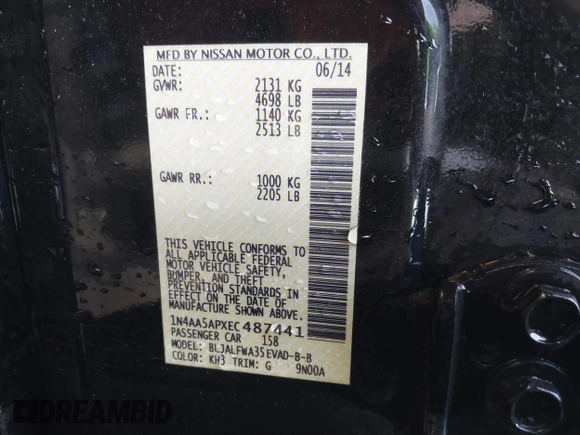 MFD BY NISSAN MOTOR CO., LTD.
DATE: 06/14
GVWR: 2131 KG
4698 LB
GAWR FR.: 1140 KG
2513 LB
GAWR RR.: 1000 KG
2205 LB
THIS VEHICLE CONFORMS TO
ALL APPLICABLE FEDERAL
MOTOR VEHICLE SAFETY,
BUMPER, AND THEFT
PREVENTION STANDARDS IN
EFFECT ON THE DATE OF
MANUFACTURE SHOWN ABOVE.
1N4AA5APXEC487441
PASSENGER CAR 158
MODEL: BLJALFWA35EVAD-B-B
COLOR: KH3 TRIM: G 9N00A
DREAMBID